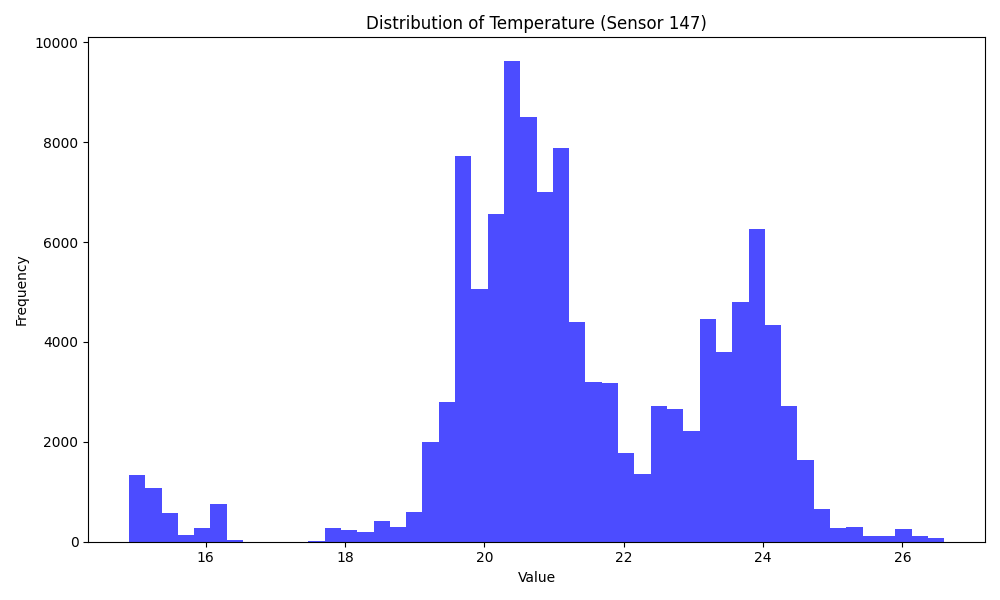 Distribution of Temperature (Sensor 147)
10000
8000
6000
4000
2000
0
Frequency
16 18 20 22 24 26
Value